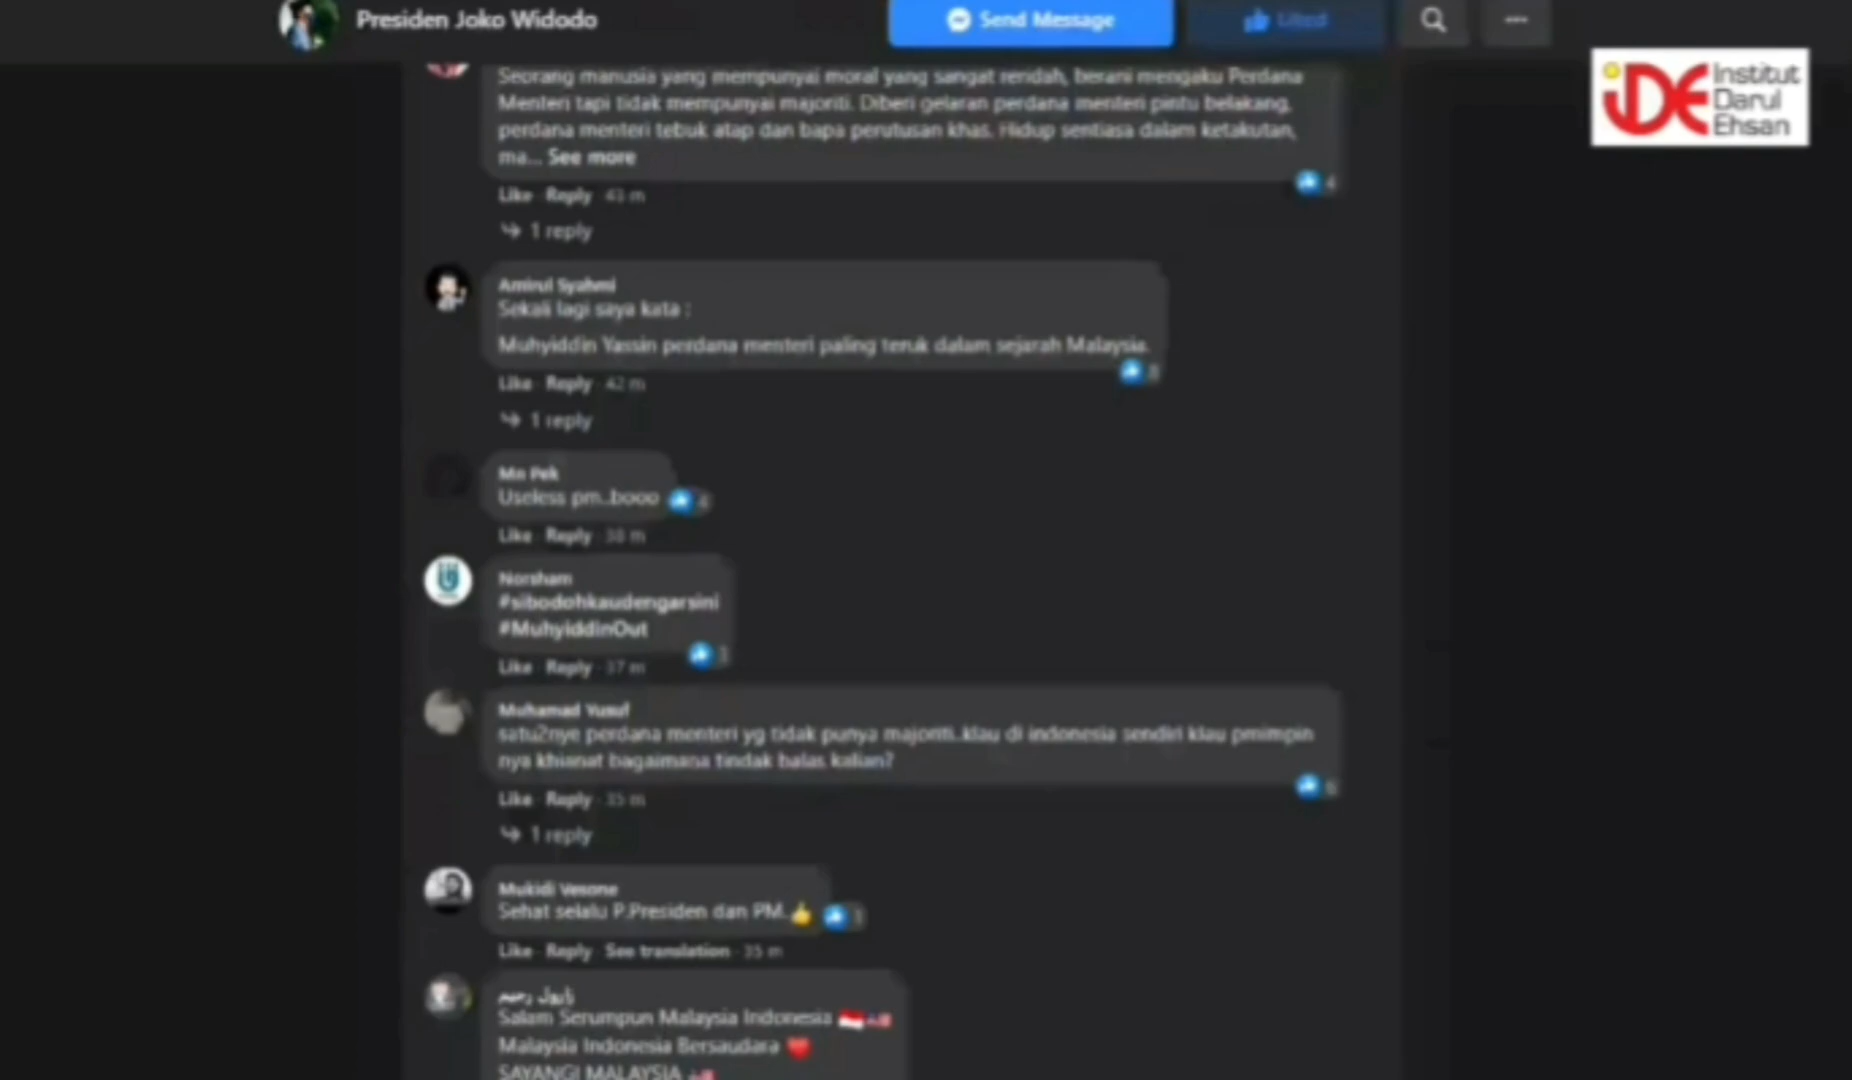 Presiden Joko Widodo
Send Message
Liked
Institut
Darul
Ehsan
Seorang manusia yang mempunyai moral yang sangat rendah, berani mengaku Perdana
Menteri tapi tidak mempunyai majoriti. Diberi gelaran perdana menteri pintu belakang,
perdana menteri tebuk atap dan bapa perutusan khas. Hidup sentiasa dalam ketakutan,
ma... See more
Like · Reply · 43 m
4
1 reply
Amirul Syahmi
Sekali lagi saya kata :
Muhyiddin Yassin perdana menteri paling teruk dalam sejarah Malaysia.
Like · Reply · 42 m
1 reply
Mn Pek
Useless pm..booo
Like · Reply · 38 m
Norsham
#sibodohkaudengarsini
#MuhyiddinOut
Like · Reply · 37 m
Muhamad Yusuf
satu2nye perdana menteri yg tidak punya majoriti..klau di indonesia sendiri klau pmimpin
nya khianat bagaimana tindak balas kalian?
Like · Reply · 35 m
1 reply
Mukidi Vesone
Sehat selalu P.Presiden dan PM.
Like · Reply · See translation · 35 m
Salam Serumpun Malaysia Indonesia
Malaysia Indonesia Bersaudara
SAYANGI MALAYSIA